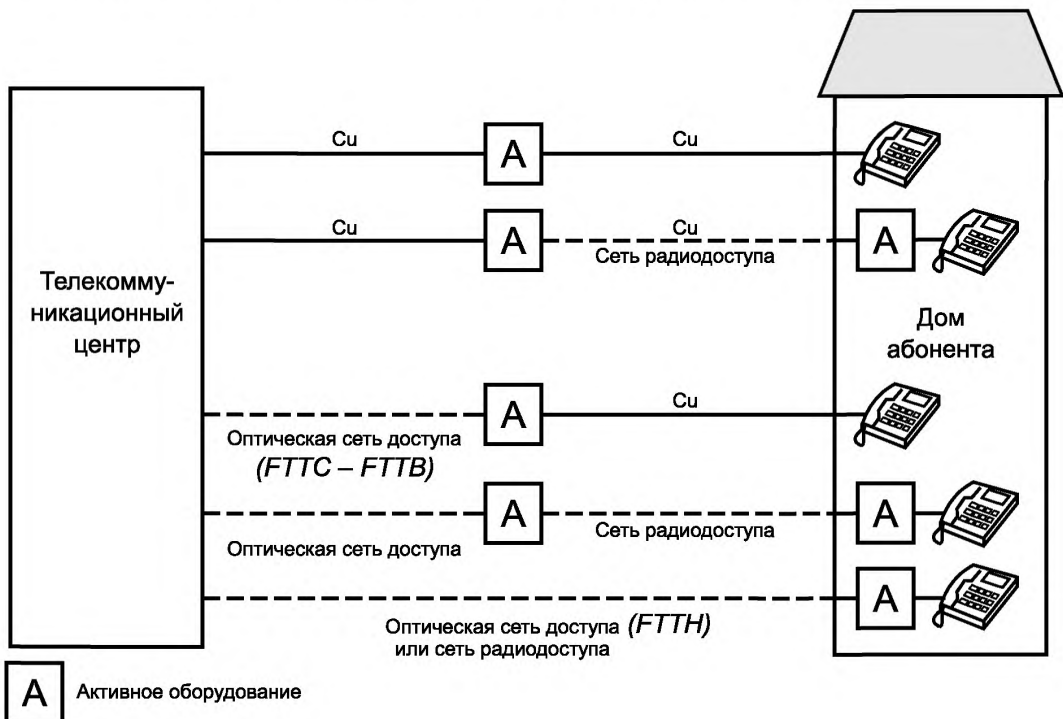 Cu
A
Cu
Cu
A
Cu
Сеть радиодоступа
A
Телекомму-
никационный
центр
Дом
абонента
A
Cu
Оптическая сеть доступа
(FTTC – FTTB)
A
Сеть радиодоступа
A
Оптическая сеть доступа
A
Оптическая сеть доступа (FTTH)
или сеть радиодоступа
A Активное оборудование